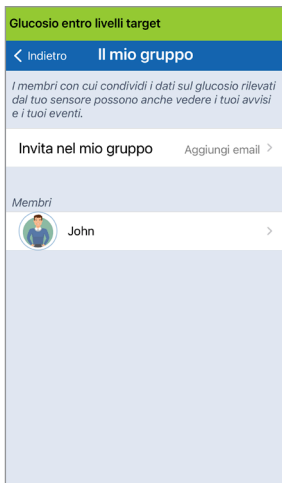 Glucosio entro livelli target
Indietro Il mio gruppo
I membri con cui condividi i dati sul glucosio rilevati
dal tuo sensore possono anche vedere i tuoi avvisi
e i tuoi eventi.
Invita nel mio gruppo Aggiungi email
Membri
John